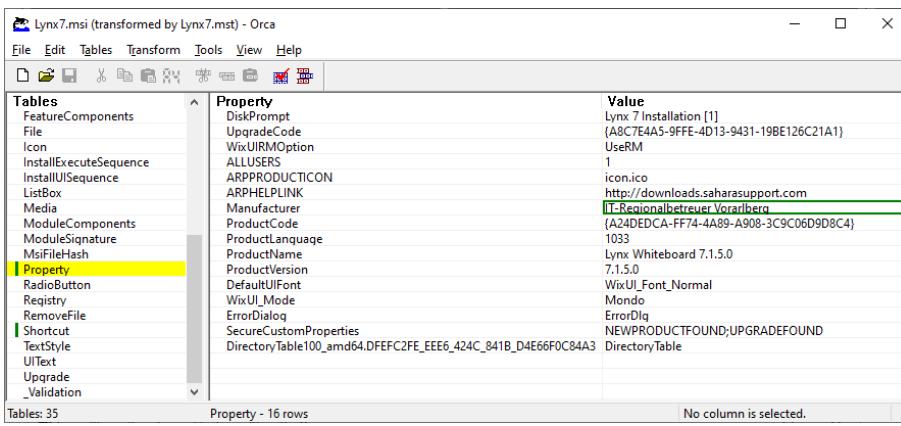 Lynx7.msi (transformed by Lynx7.mst) - Orca
File Edit Tables Transform Tools View Help
Tables Property Value
FeatureComponents DiskPrompt Lynx 7 Installation [1]
File UpgradeCode {A8C7E4A5-9FFE-4D13-9431-19BE126C21A1}
Icon WixUIRMOption UseRM
InstallExecuteSequence ALLUSERS 1
InstallUISequence ARPPRODUCTICON icon.ico
ListBox ARPHELPLINK http://downloads.saharasupport.com
Media Manufacturer IT-Regionalbetreuer Vorarlberg
ModuleComponents ProductCode {A24DEDCA-FF74-4A89-A908-3C9C06D9D8C4}
ModuleSignature ProductLanguage 1033
MsiFileHash ProductName Lynx Whiteboard 7.1.5.0
Property ProductVersion 7.1.5.0
RadioButton DefaultUIFont WixUI_Font_Normal
Registry WixUI_Mode Mondo
RemoveFile ErrorDialog ErrorDlg
Shortcut SecureCustomProperties NEWPRODUCTFOUND;UPGRADEFOUND
TextStyle DirectoryTable100_amd64.DFEFC2FE_EEE6_424C_841B_D4E66F0C84A3 DirectoryTable
UIText
Upgrade
_Validation
Tables: 35 Property - 16 rows No column is selected.